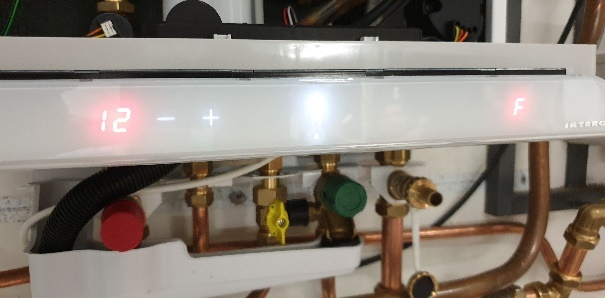 12 - + F
INTERG